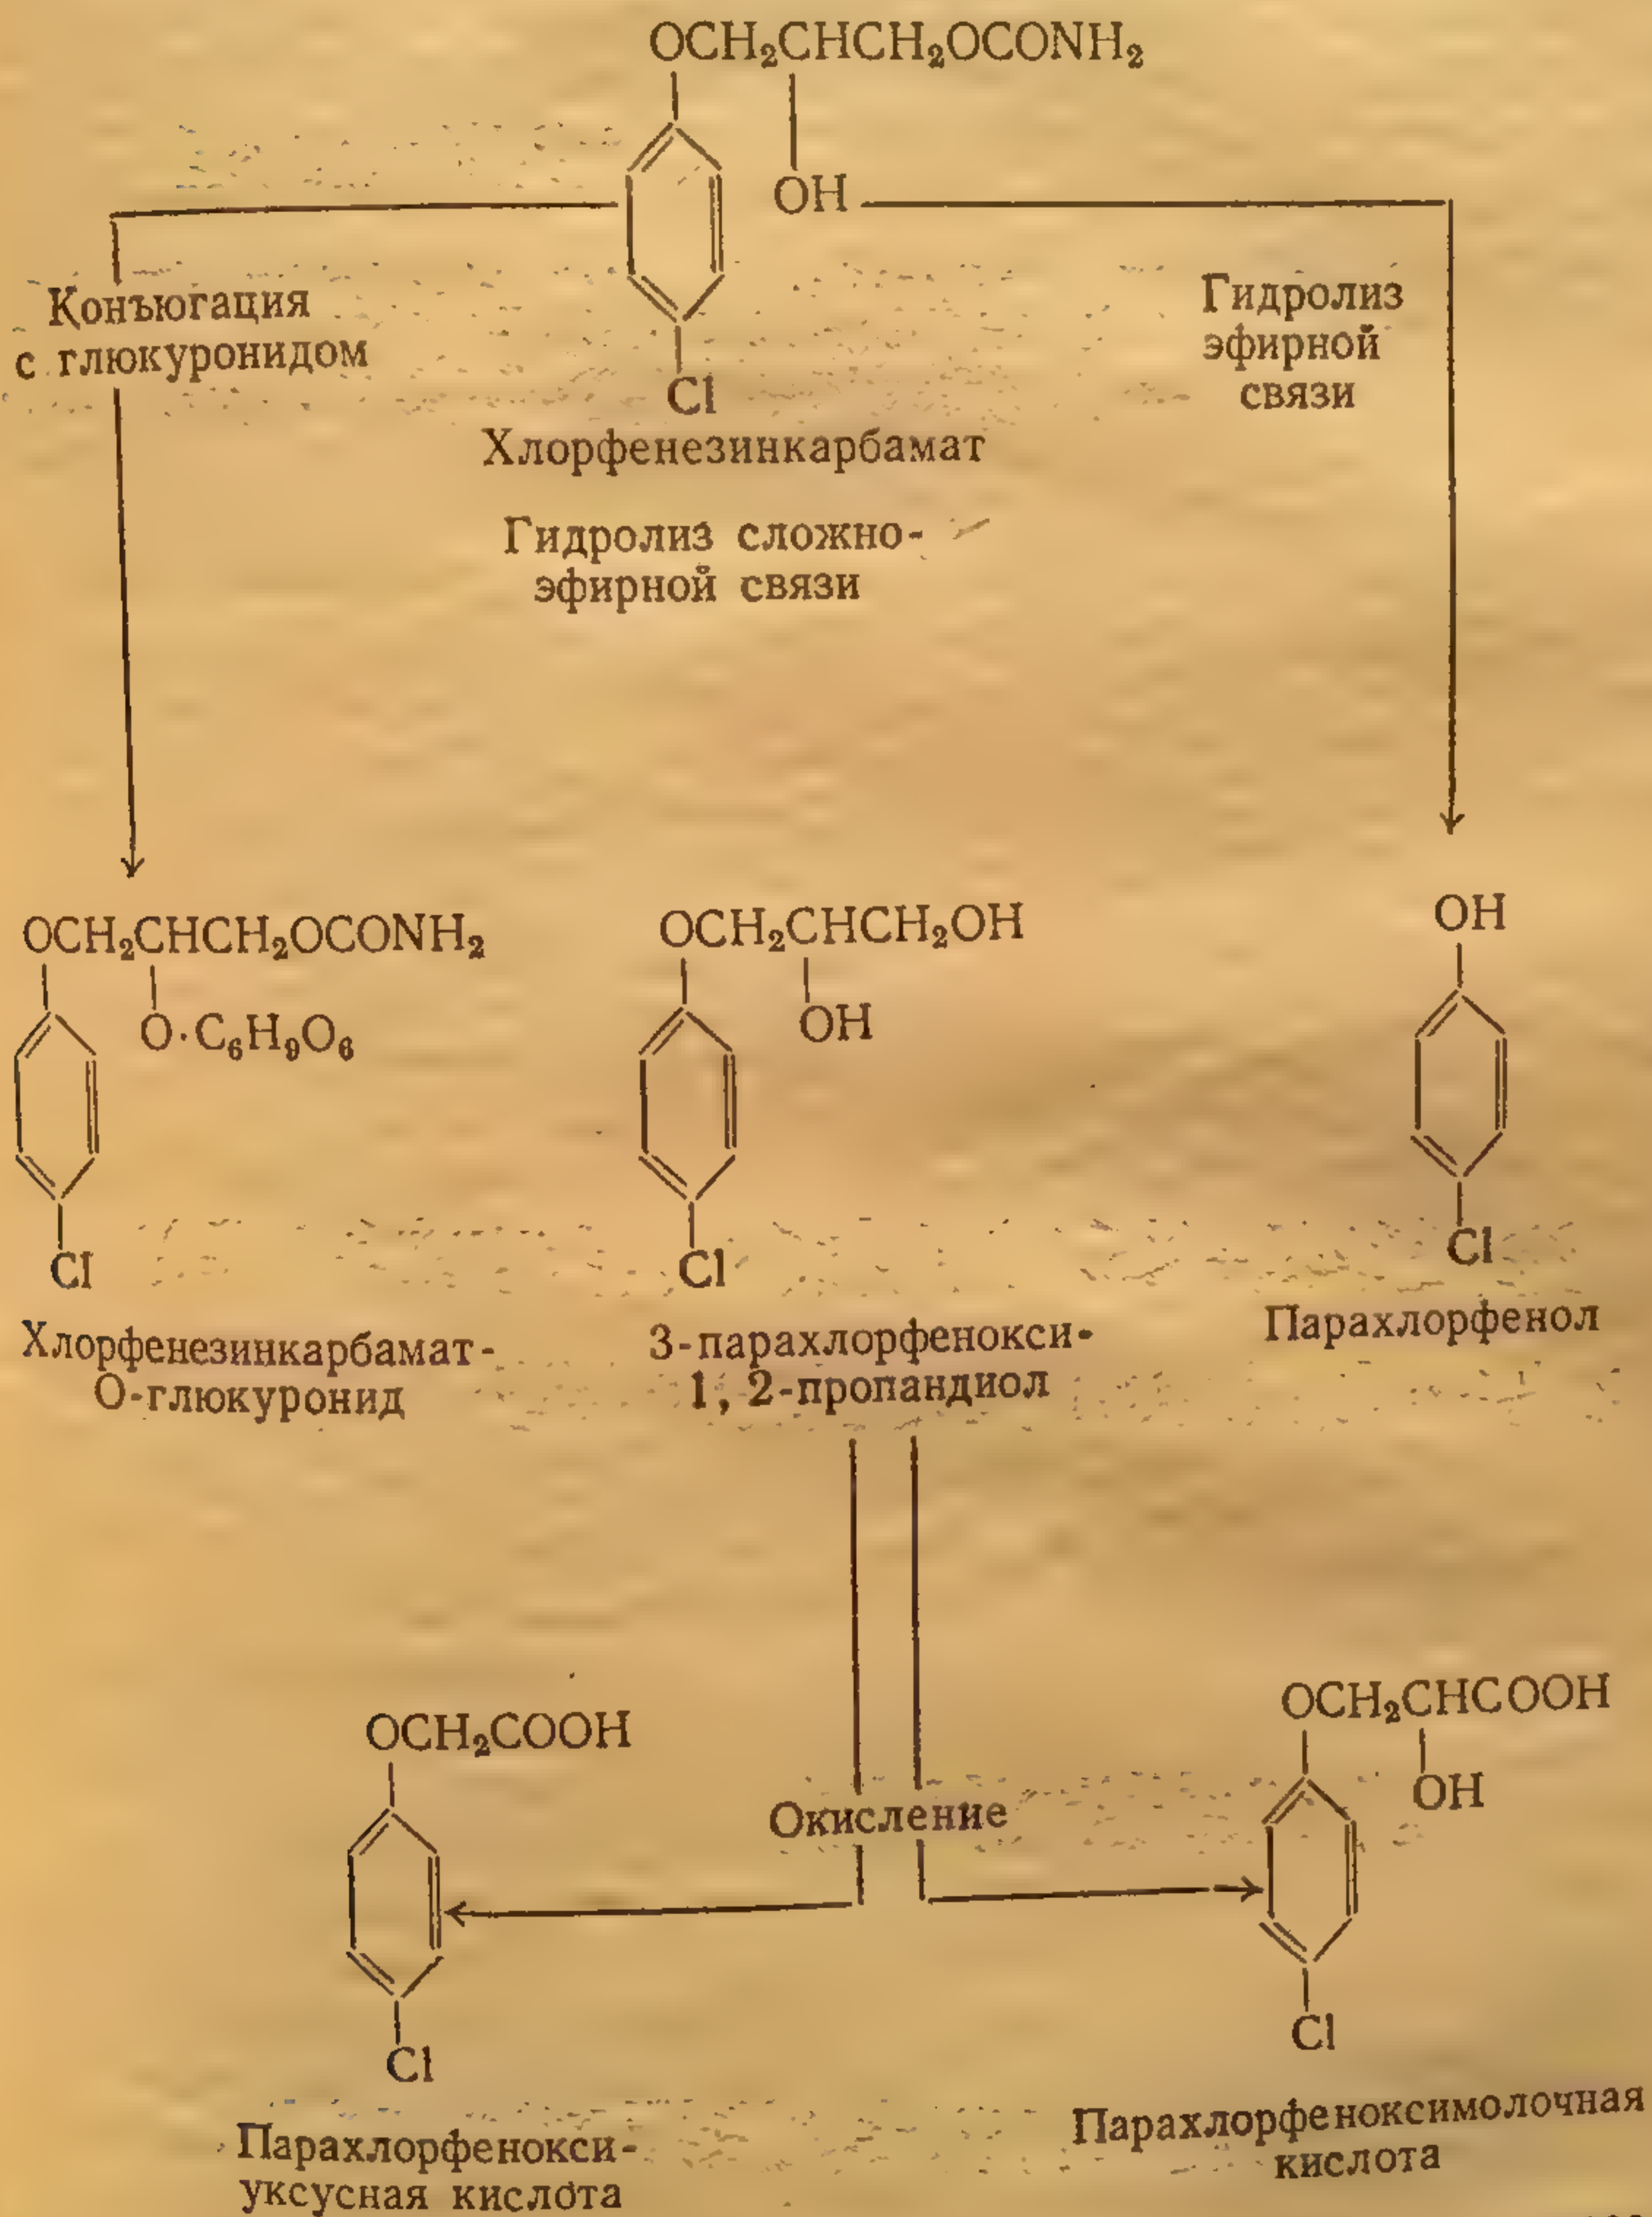 OCH₂CHCH₂OCONH₂
OH
Cl
Хлорфенезинкарбамат
Конъюгация
с глюкуронидом
Гидролиз
эфирной
связи
Гидролиз сложно-
эфирной связи
OCH₂CHCH₂OCONH₂
O·C₆H₉O₆
Cl
Хлорфенезинкарбамат-
О-глюкуронид
OCH₂CHCH₂OH
OH
Cl
3-парахлорфенокси-
1, 2-пропандиол
OH
Cl
Парахлорфенол
Окисление
OCH₂COOH
Cl
Парахлорфенокси-
уксусная кислота
OCH₂CHCOOH
OH
Cl
Парахлорфеноксимолочная
кислота